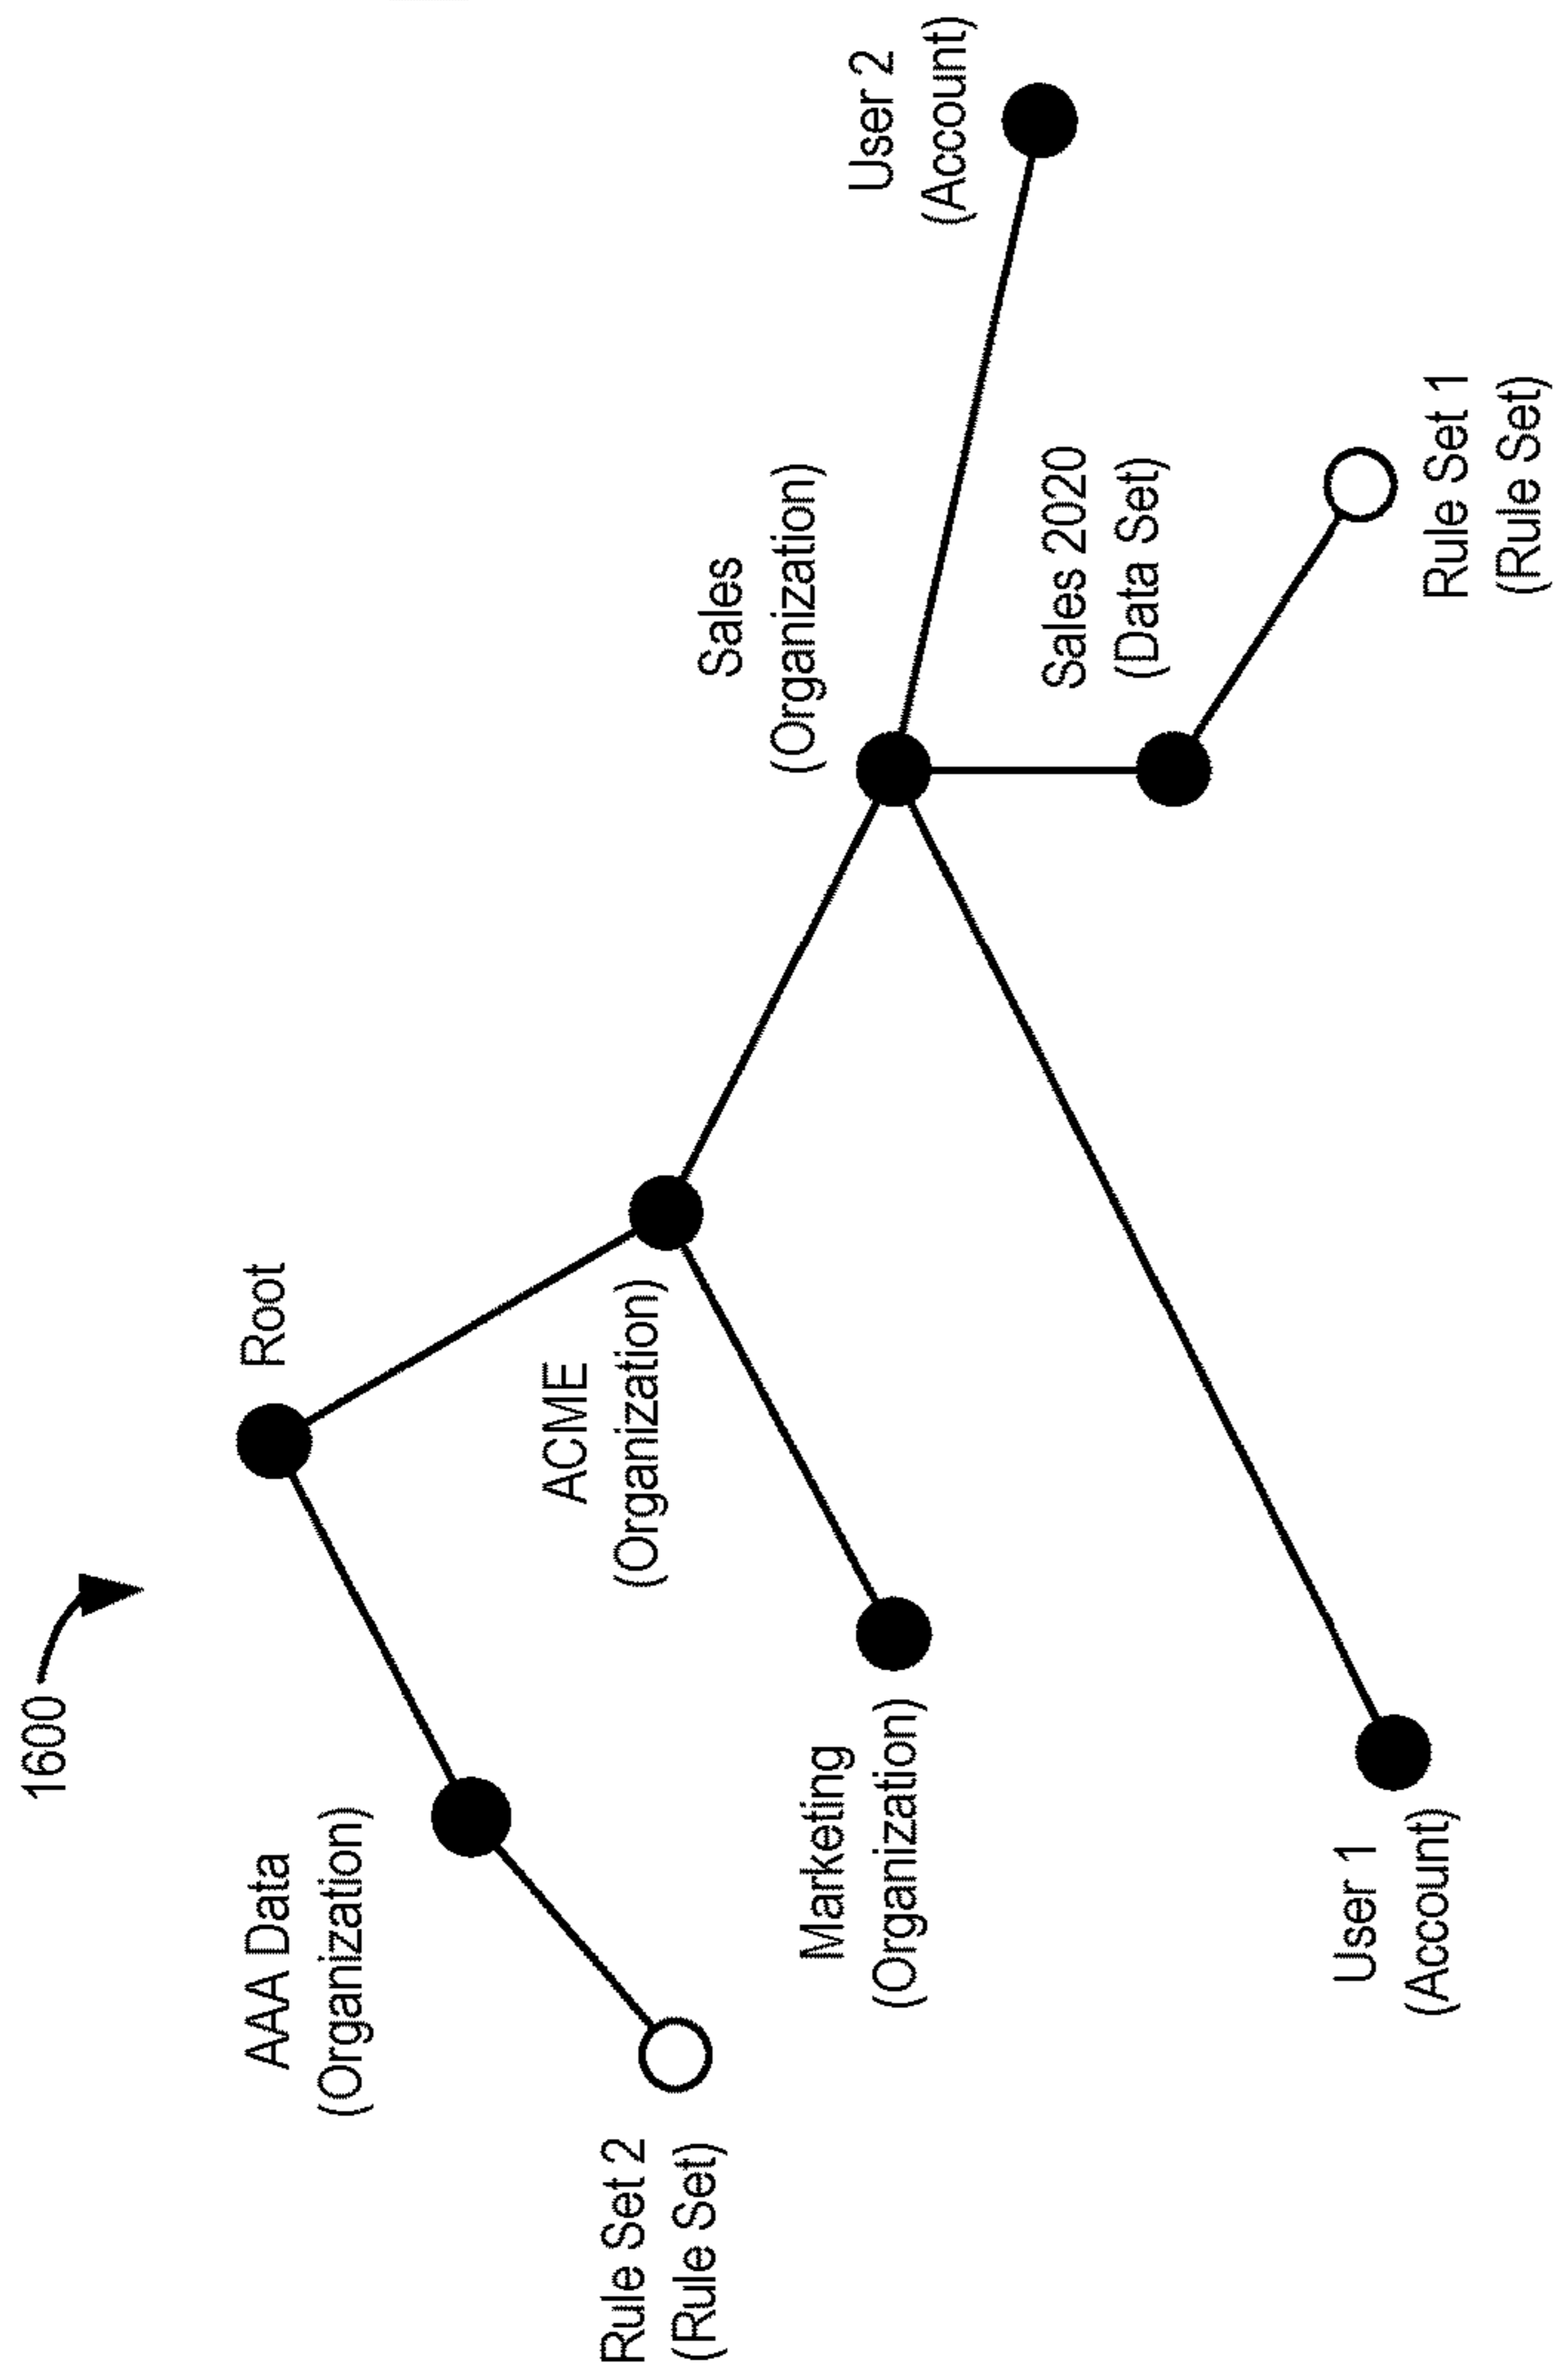 1600
Root
AAA Data
(Organization)
ACME
(Organization)
Rule Set 2
(Rule Set)
Sales
(Organization)
Marketing
(Organization)
User 2
(Account)
Sales 2020
(Data Set)
User 1
(Account)
Rule Set 1
(Rule Set)